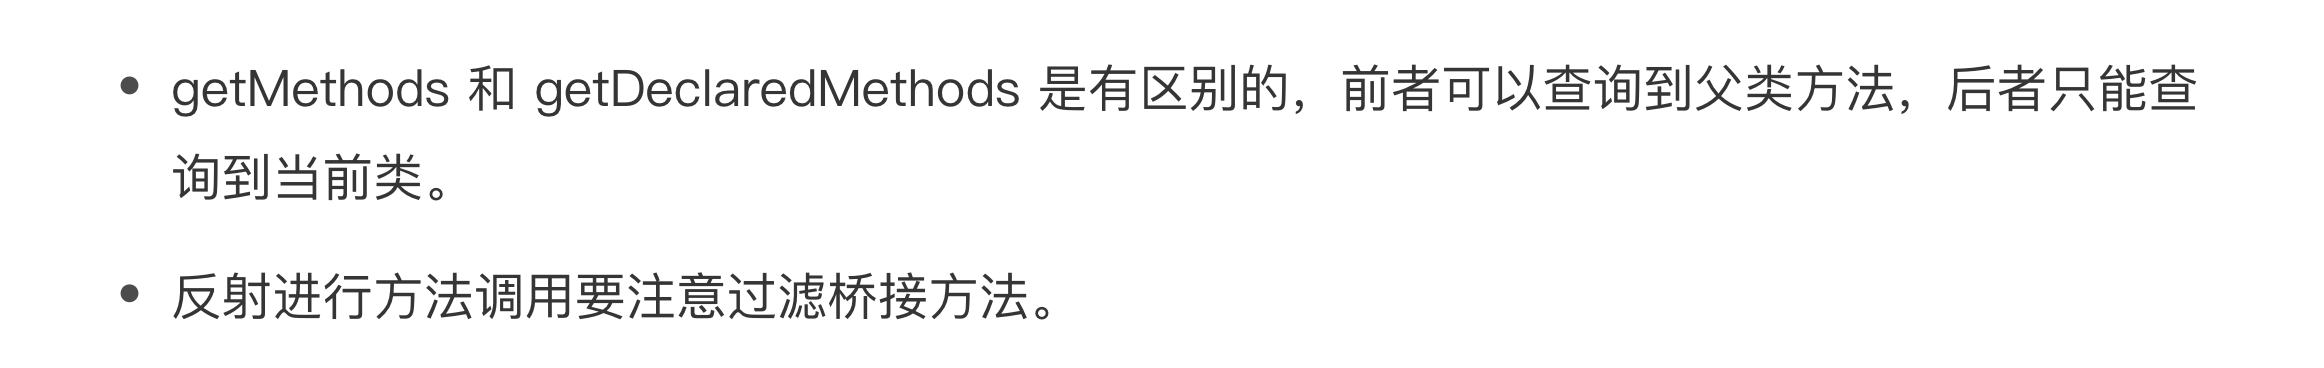 • getMethods 和 getDeclaredMethods 是有区别的，前者可以查询到父类方法，后者只能查
询到当前类。
• 反射进行方法调用要注意过滤桥接方法。